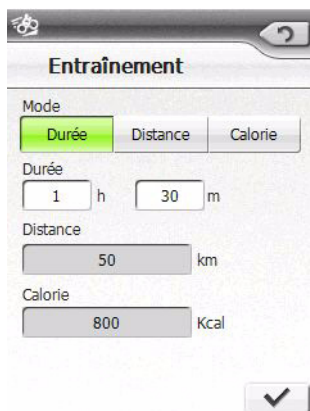 Entraînement
Mode
Durée Distance Calorie
Durée
1 h 30 m
Distance
50 km
Calorie
800 Kcal